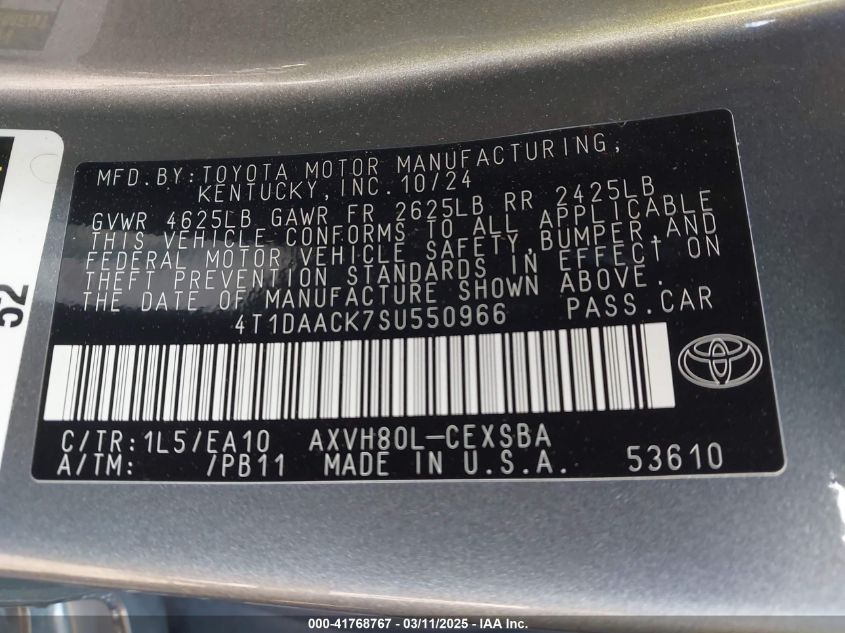 MFD.BY:TOYOTA MOTOR MANUFACTURING,
KENTUCKY,INC.10/24
GVWR 4625LB GAWR FR 2625LB RR 2425LB
THIS VEHICLE CONFORMS TO ALL APPLICABLE
FEDERAL MOTOR VEHICLE SAFETY,BUMPER,AND
THEFT PREVENTION STANDARDS IN EFFECT ON
THE DATE OF MANUFACTURE SHOWN ABOVE.
4T1DAACK7SU550966 PASS.CAR
C/TR:1L5/EA10 AXVH80L-CEXSBA
A/TM: /PB11 MADE IN U.S.A. 53610
52
000-41768767 - 03/11/2025 - IAA Inc.